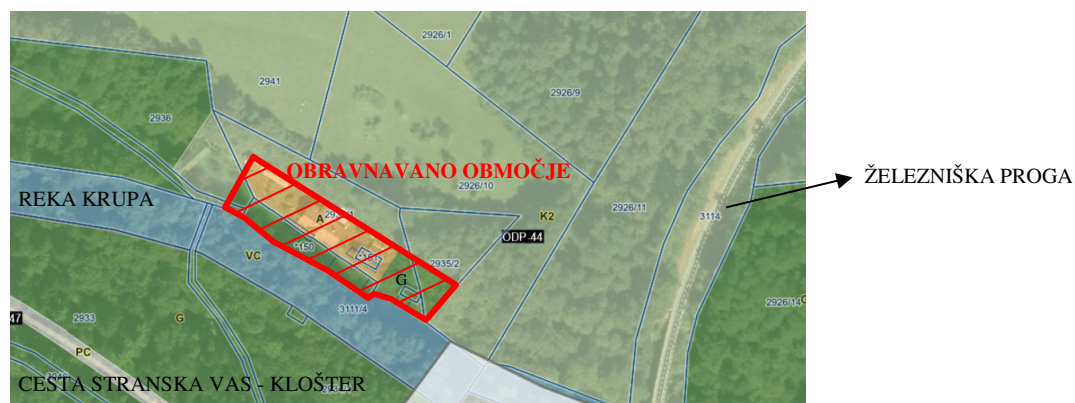 2926/1
2941
2926/9
2936
OBRAVNAVANO OBMOČJE
ŽELEZNIŠKA PROGA
2926/10
REKA KRUPA
K2
2926/11
3114
A
ODP-44
*150
VC
2935/2
G
2926/14
3111/4
47
2933
G
PC
CESTA STRANSKA VAS - KLOŠTER